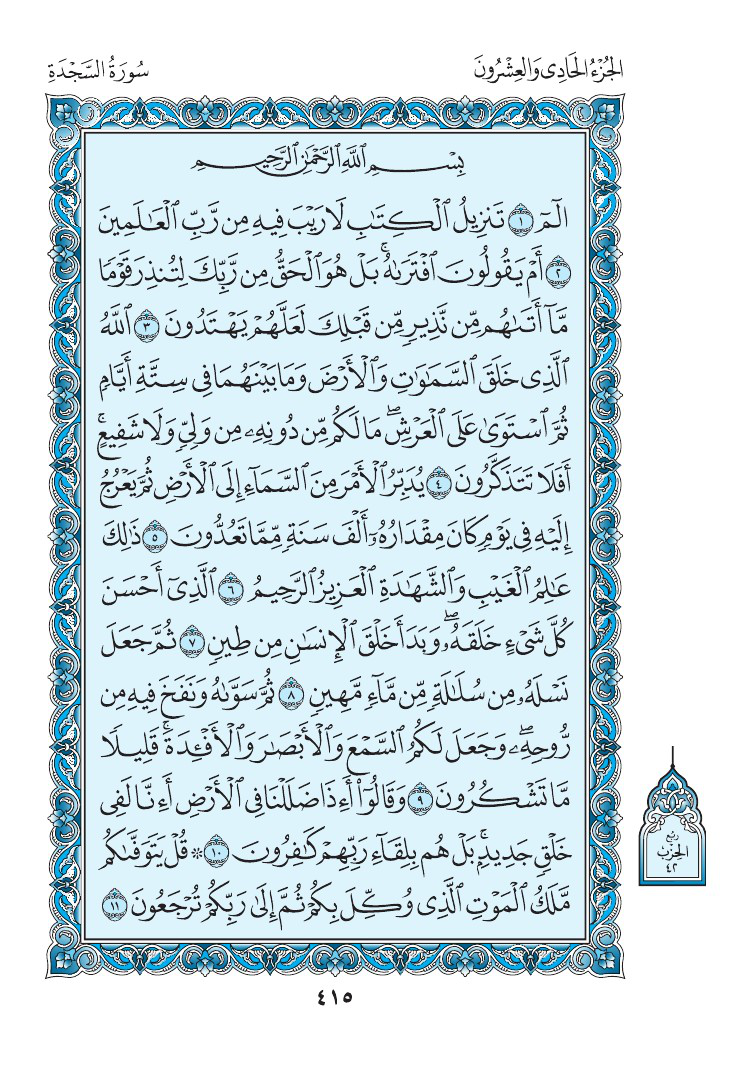 الجُزْءُ الحَادِى وَالعِشْرُونَ
سُورَةُ السَّجْدَةِ
بِسْمِ ٱللَّهِ ٱلرَّحْمَٰنِ ٱلرَّحِيمِ
الٓمٓ ١ تَنزِيلُ ٱلْكِتَٰبِ لَا رَيْبَ فِيهِ مِن رَّبِّ ٱلْعَٰلَمِينَ
٢ أَمْ يَقُولُونَ ٱفْتَرَىٰهُ ۚ بَلْ هُوَ ٱلْحَقُّ مِن رَّبِّكَ لِتُنذِرَ قَوْمًا
مَّآ أَتَىٰهُم مِّن نَّذِيرٍ مِّن قَبْلِكَ لَعَلَّهُمْ يَهْتَدُونَ ٣ ٱللَّهُ
ٱلَّذِى خَلَقَ ٱلسَّمَٰوَٰتِ وَٱلْأَرْضَ وَمَا بَيْنَهُمَا فِى سِتَّةِ أَيَّامٍ
ثُمَّ ٱسْتَوَىٰ عَلَى ٱلْعَرْشِ ۖ مَا لَكُم مِّن دُونِهِۦ مِن وَلِىٍّ وَلَا شَفِيعٍ ۚ
أَفَلَا تَتَذَكَّرُونَ ٤ يُدَبِّرُ ٱلْأَمْرَ مِنَ ٱلسَّمَآءِ إِلَى ٱلْأَرْضِ ثُمَّ يَعْرُجُ
إِلَيْهِ فِى يَوْمٍ كَانَ مِقْدَارُهُۥٓ أَلْفَ سَنَةٍ مِّمَّا تَعُدُّونَ ٥ ذَٰلِكَ
عَٰلِمُ ٱلْغَيْبِ وَٱلشَّهَٰدَةِ ٱلْعَزِيزُ ٱلرَّحِيمُ ٦ ٱلَّذِىٓ أَحْسَنَ
كُلَّ شَىْءٍ خَلَقَهُۥ ۖ وَبَدَأَ خَلْقَ ٱلْإِنسَٰنِ مِن طِينٍ ٧ ثُمَّ جَعَلَ
نَسْلَهُۥ مِن سُلَٰلَةٍ مِّن مَّآءٍ مَّهِينٍ ٨ ثُمَّ سَوَّىٰهُ وَنَفَخَ فِيهِ مِن
رُّوحِهِۦ ۖ وَجَعَلَ لَكُمُ ٱلسَّمْعَ وَٱلْأَبْصَٰرَ وَٱلْأَفْـِٔدَةَ ۚ قَلِيلًا
مَّا تَشْكُرُونَ ٩ وَقَالُوٓا۟ أَءِذَا ضَلَلْنَا فِى ٱلْأَرْضِ أَءِنَّا لَفِى
خَلْقٍ جَدِيدٍۭ ۚ بَلْ هُم بِلِقَآءِ رَبِّهِمْ كَٰفِرُونَ ١٠ * قُلْ يَتَوَفَّىٰكُم
مَّلَكُ ٱلْمَوْتِ ٱلَّذِى وُكِّلَ بِكُمْ ثُمَّ إِلَىٰ رَبِّكُمْ تُرْجَعُونَ ١١
ربع
الحزب
٤٢
٤١٥